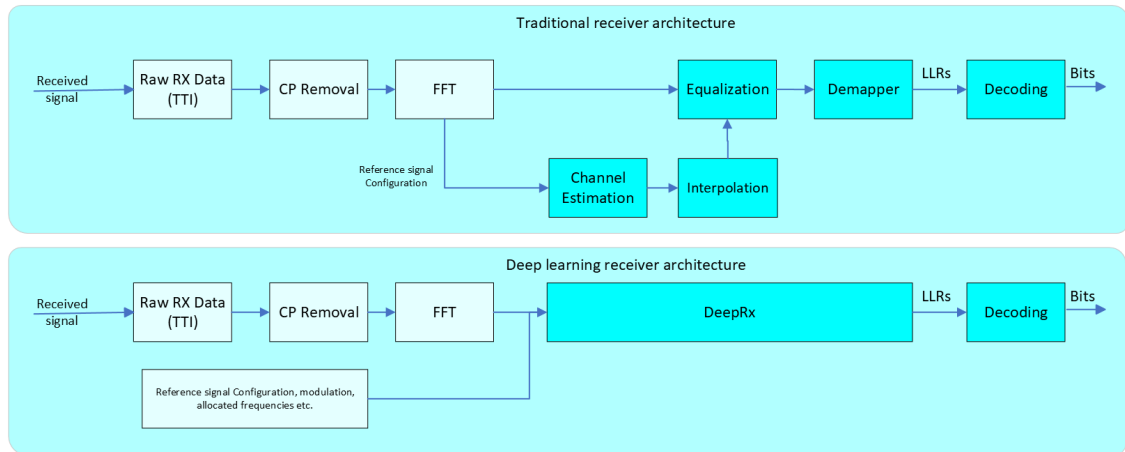 Traditional receiver architecture
Received
signal
Raw RX Data
(TTI)
CP Removal
FFT
Equalization
Demapper
LLRs
Decoding
Bits
Reference signal
Configuration
Channel
Estimation
Interpolation
Deep learning receiver architecture
Received
signal
Raw RX Data
(TTI)
CP Removal
FFT
DeepRx
LLRs
Decoding
Bits
Reference signal Configuration, modulation,
allocated frequencies etc.